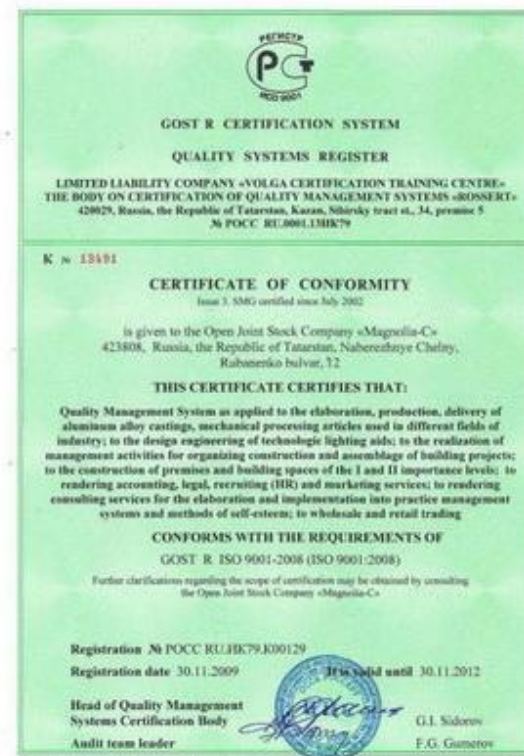 РЕГИСТР
РСТ
ИСО 9001
GOST R CERTIFICATION SYSTEM
QUALITY SYSTEMS REGISTER
LIMITED LIABILITY COMPANY «VOLGA CERTIFICATION TRAINING CENTRE»
THE BODY ON CERTIFICATION OF QUALITY MANAGEMENT SYSTEMS «ROSSERT»
420029, Russia, the Republic of Tatarstan, Kazan, Sibirsky tract st., 34, premise 5
№ РОСС RU.0001.13ИК79
К № 13491
CERTIFICATE OF CONFORMITY
Issue 3. SMG certified since July 2002
is given to the Open Joint Stock Company «Magnolia-C»
423808, Russia, the Republic of Tatarstan, Naberezhnye Chelny,
Rubanenko bulvar, 12
THIS CERTIFICATE CERTIFIES THAT:
Quality Management System as applied to the elaboration, production, delivery of
aluminum alloy castings, mechanical processing articles used in different fields of
industry; to the design engineering of technologic lighting aids; to the realization of
management activities for organizing construction and assemblage of building projects;
to the construction of premises and building spaces of the I and II importance levels; to
rendering accounting, legal, recruiting (HR) and marketing services; to rendering
consulting services for the elaboration and implementation into practice management
systems and methods of self-esteem; to wholesale and retail trading
CONFORMS WITH THE REQUIREMENTS OF
GOST R ISO 9001-2008 (ISO 9001:2008)
Further clarifications regarding the scope of certification may be obtained by consulting
the Open Joint Stock Company «Magnolia-C»
Registration № РОСС RU.ИК79.К00129
Registration date 30.11.2009 It is valid until 30.11.2012
Head of Quality Management
Systems Certification Body G.I. Sidorov
Audit team leader F.G. Gumerov